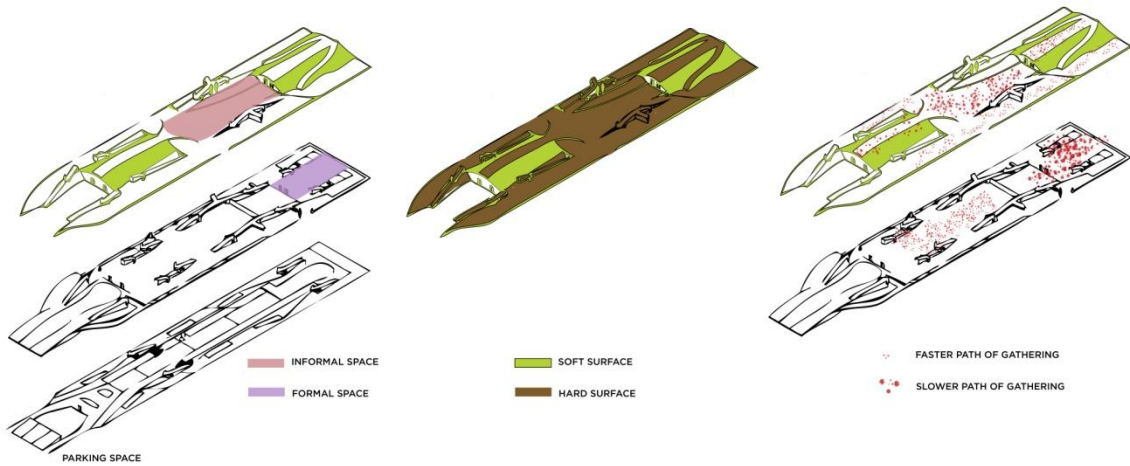 INFORMAL SPACE
FORMAL SPACE
PARKING SPACE
SOFT SURFACE
HARD SURFACE
FASTER PATH OF GATHERING
SLOWER PATH OF GATHERING